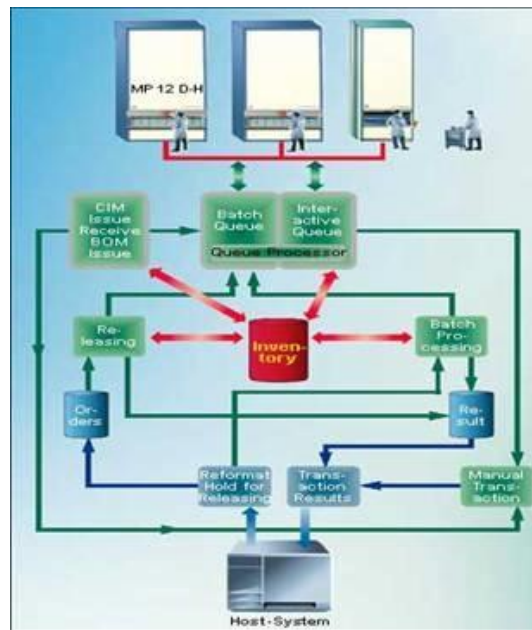 MP 12 D-H
CIM
Issue
Receive
BOM
Issue
Batch
Queue
Inter-
active
Queue
Queue Processor
Re-
leasing
Inven-
tory
Batch
Pro-
cessing
Or-
ders
Re-
sult
Reformat
Hold for
Releasing
Trans-
action
Results
Manual
Trans-
action
Host-System